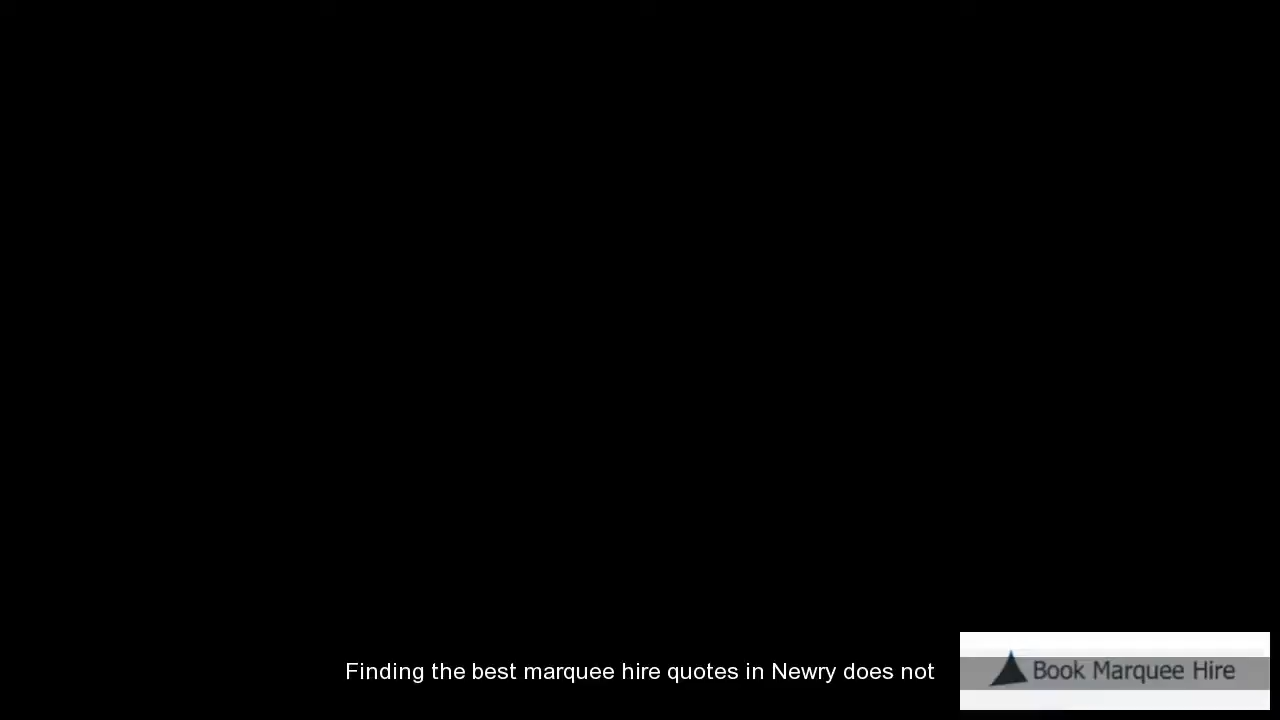 Finding the best marquee hire quotes in Newry does not
Book Marquee Hire